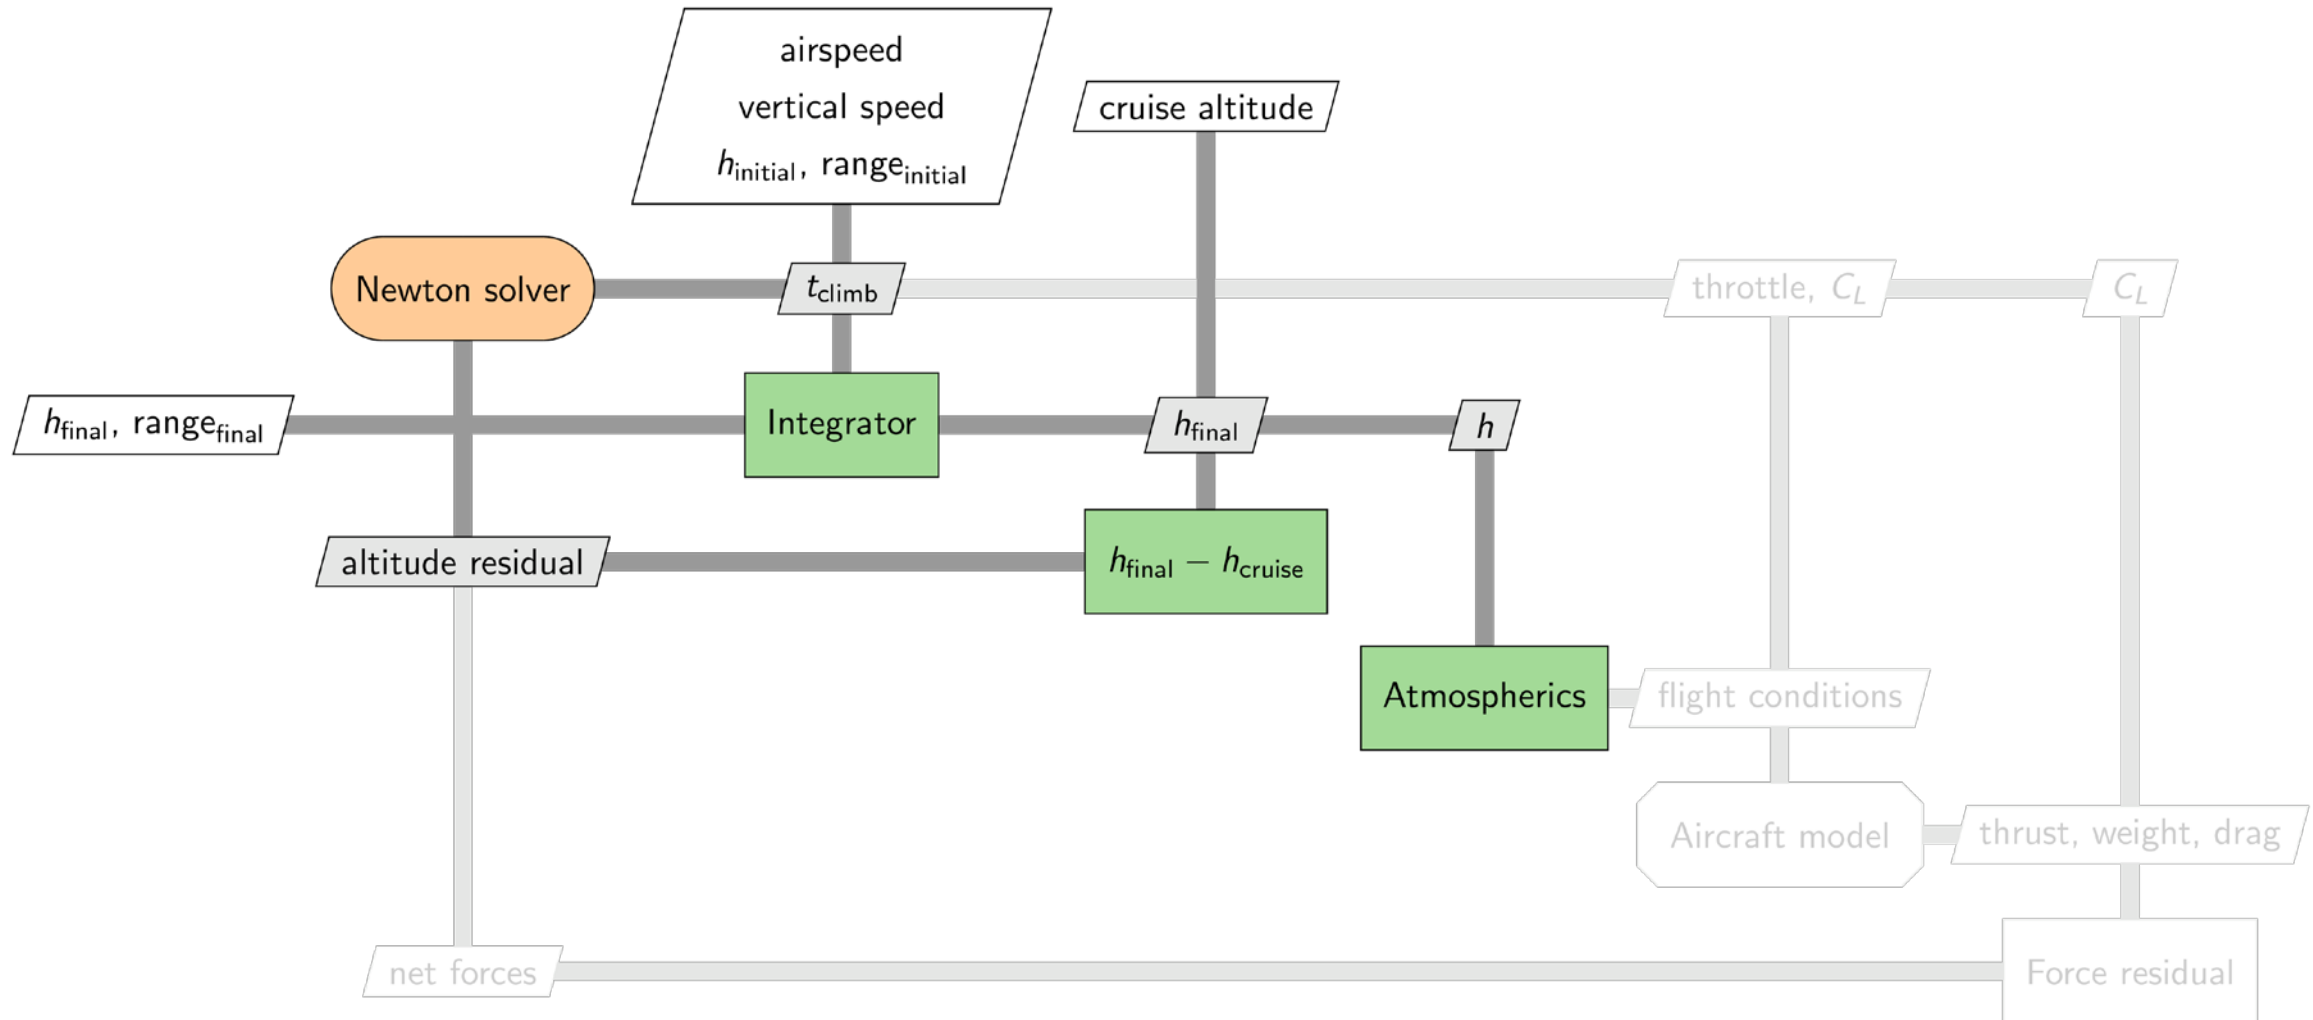 airspeed
vertical speed
h_initial, range_initial
cruise altitude
Newton solver
t_climb
throttle, C_L
C_L
h_final, range_final
Integrator
h_final
h
altitude residual
h_final − h_cruise
Atmospherics
flight conditions
Aircraft model
thrust, weight, drag
net forces
Force residual